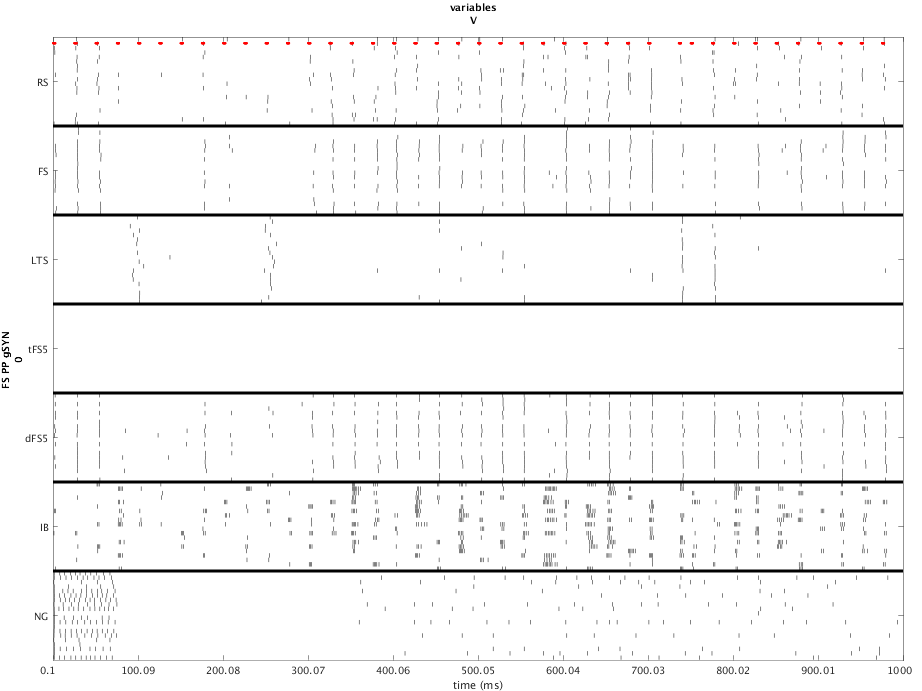 variables
V
RS
FS
LTS
tFS5
dFS5
IB
NG
FS PP gSYN
0
0.1
100.09
200.08
300.07
400.06
500.05
600.04
700.03
800.02
900.01
1000
time (ms)